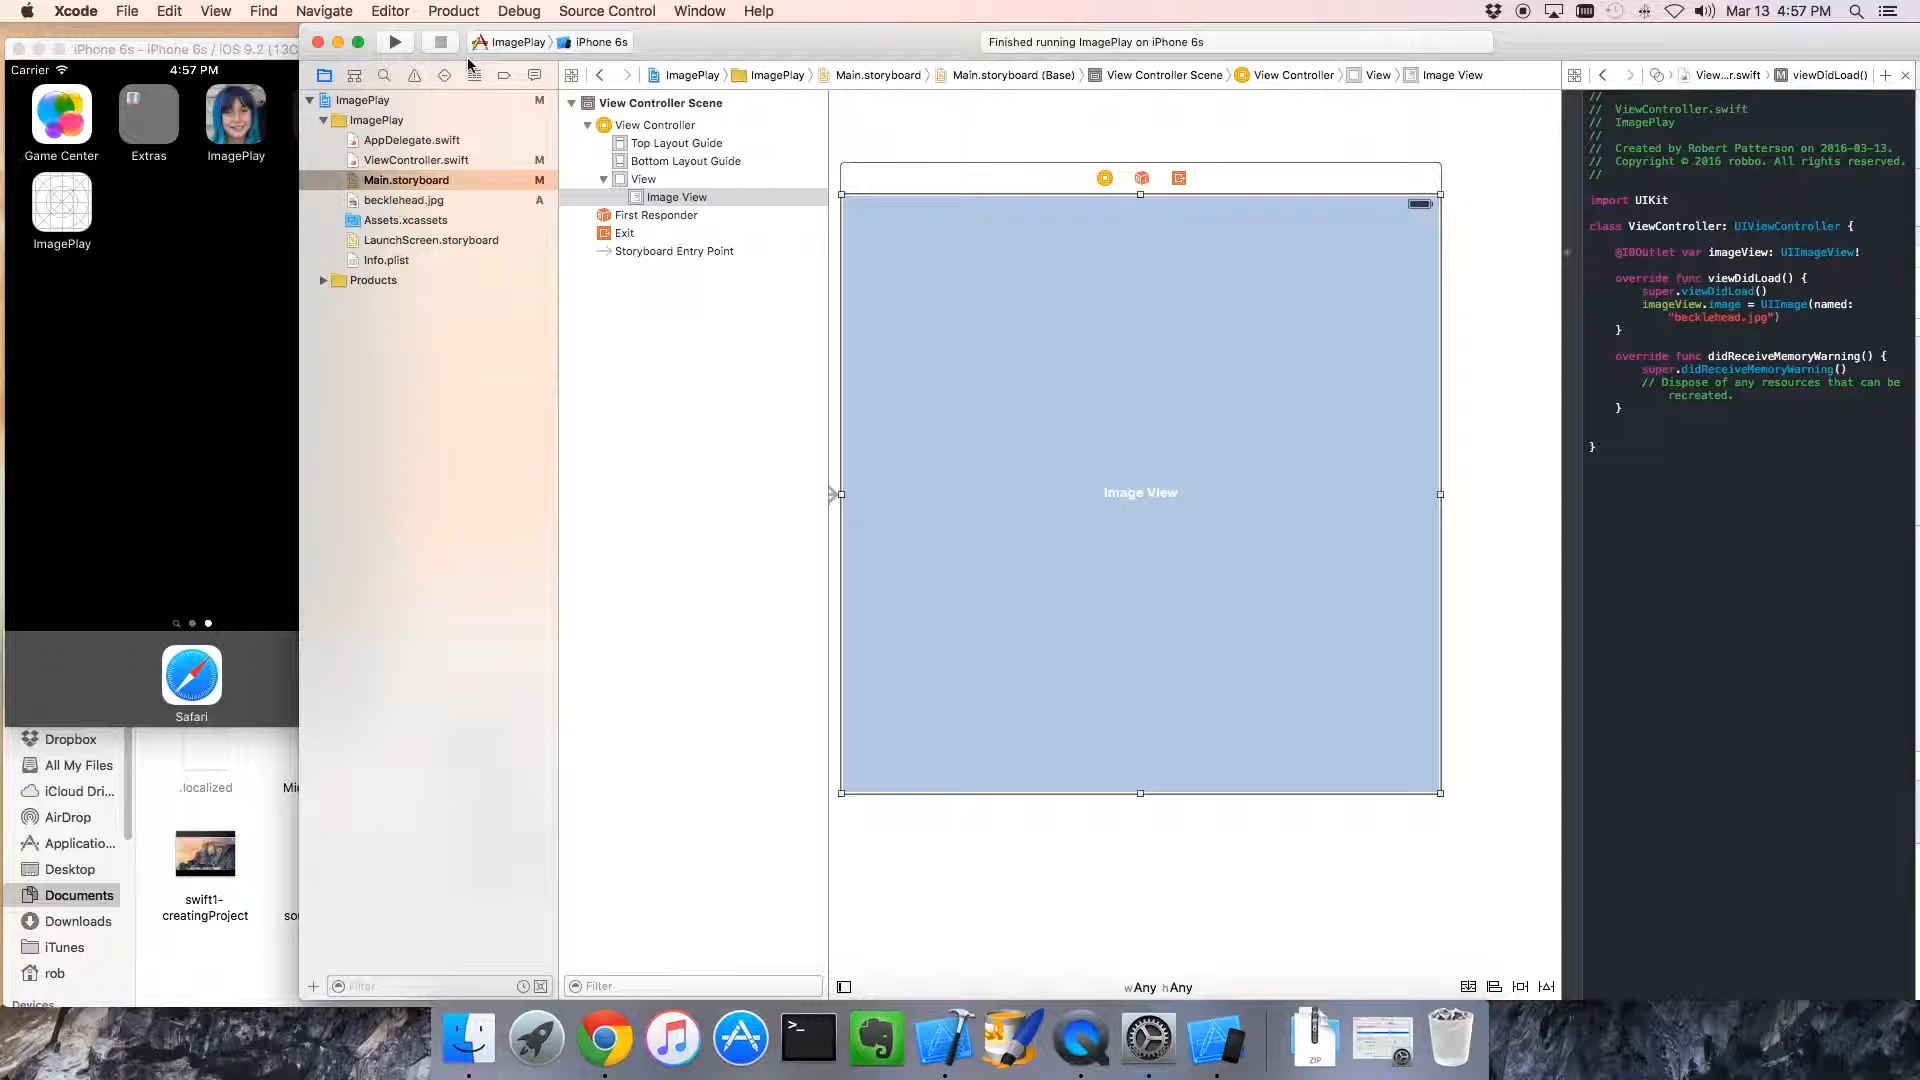 Xcode File Edit View Find Navigate Editor Product Debug Source Control Window Help
Mar 13 4:57 PM
iPhone 6s - iPhone 6s / iOS 9.2 (13C
Carrier 4:57 PM
Game Center Extras ImagePlay
ImagePlay
Safari
Dropbox
All My Files
iCloud Dri...
AirDrop
Applicatio...
Desktop
Documents
Downloads
iTunes
rob
Devices
.localized
swift1-
creatingProject
ImagePlay iPhone 6s
Finished running ImagePlay on iPhone 6s
ImagePlay M
ImagePlay
AppDelegate.swift
ViewController.swift M
Main.storyboard M
becklehead.jpg A
Assets.xcassets
LaunchScreen.storyboard
Info.plist
Products
Filter
ImagePlay ImagePlay Main.storyboard Main.storyboard (Base) View Controller Scene View Controller View Image View
View Controller Scene
View Controller
Top Layout Guide
Bottom Layout Guide
View
Image View
First Responder
Exit
Storyboard Entry Point
Filter
Image View
wAny hAny
View...r.swift M viewDidLoad()
//
// ViewController.swift
// ImagePlay
//
// Created by Robert Patterson on 2016-03-13.
// Copyright © 2016 robbo. All rights reserved.
//
import UIKit
class ViewController: UIViewController {
@IBOutlet var imageView: UIImageView!
override func viewDidLoad() {
super.viewDidLoad()
imageView.image = UIImage(named:
"becklehead.jpg")
}
override func didReceiveMemoryWarning() {
super.didReceiveMemoryWarning()
// Dispose of any resources that can be
recreated.
}
}
ZIP